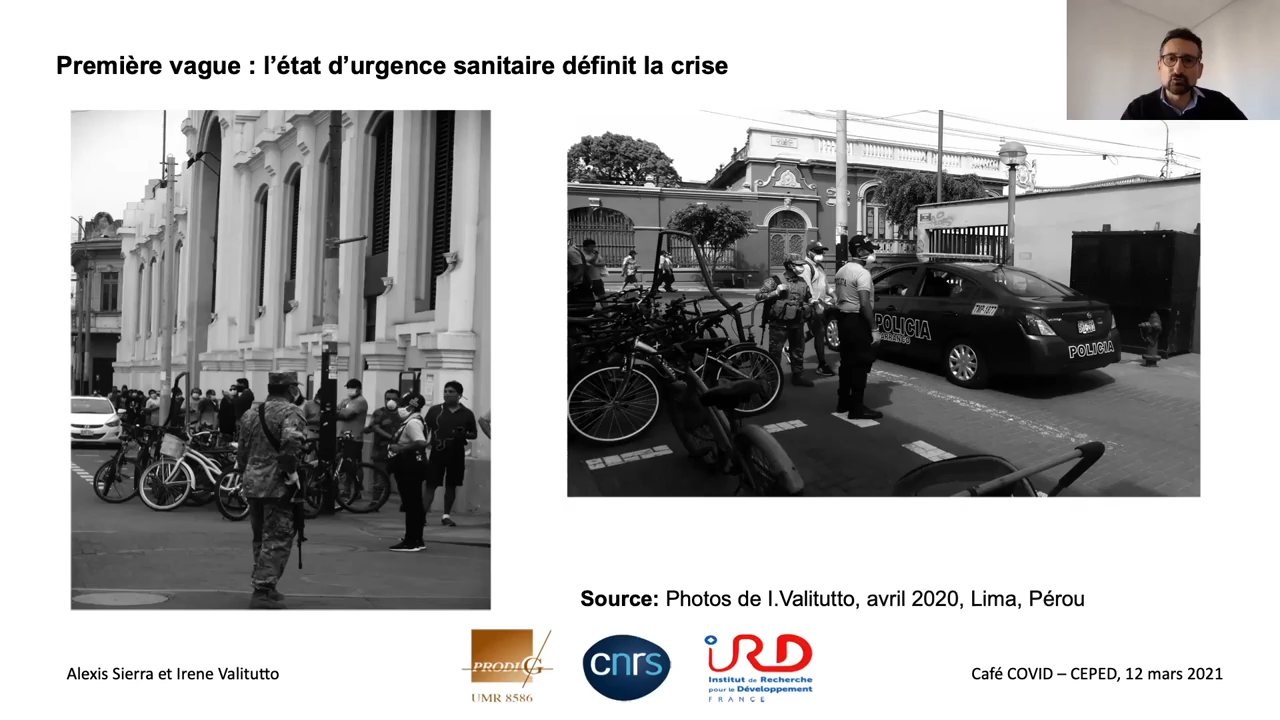 Première vague : l’état d’urgence sanitaire définit la crise
POLICIA
BARRANCO
POLICIA
Source: Photos de I.Valitutto, avril 2020, Lima, Pérou
Alexis Sierra et Irene Valitutto
PRODIG
UMR 8586
cnrs
IRD
Institut de Recherche
pour le Développement
FRANCE
Café COVID – CEPED, 12 mars 2021